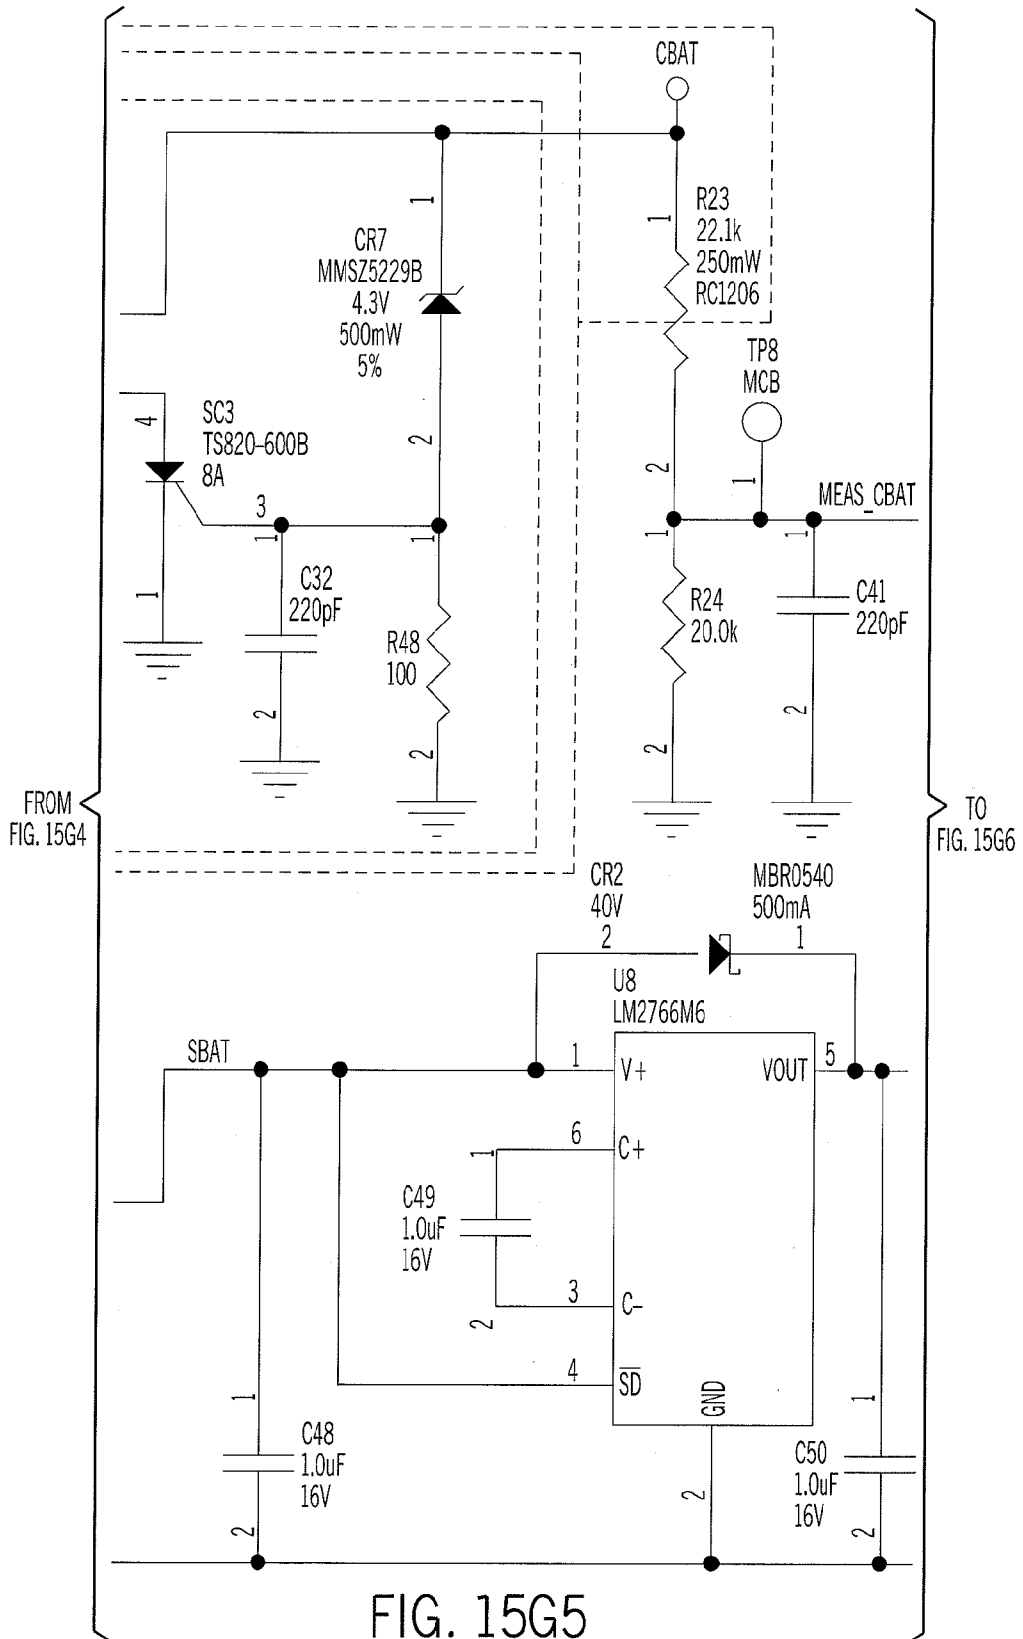 CBAT
1
1
R23
22.1k
250mW
RC1206
CR7
MMSZ5229B
4.3V
500mW
5%
TP8
MCB
4
SC3
TS820-600B
8A
2
2
1
MEAS_CBAT
3
1
1
1
1
1
C32
220pF
R48
100
R24
20.0k
C41
220pF
2
2
2
2
FROM
FIG. 15G4
TO
FIG. 15G6
CR2
40V
2
MBR0540
500mA
1
U8
LM2766M6
SBAT
1
V+
VOUT
5
6
C+
1
C49
1.0uF
16V
3
C-
2
4
SD
GND
1
1
C48
1.0uF
16V
C50
1.0uF
16V
2
2
2
FIG. 15G5